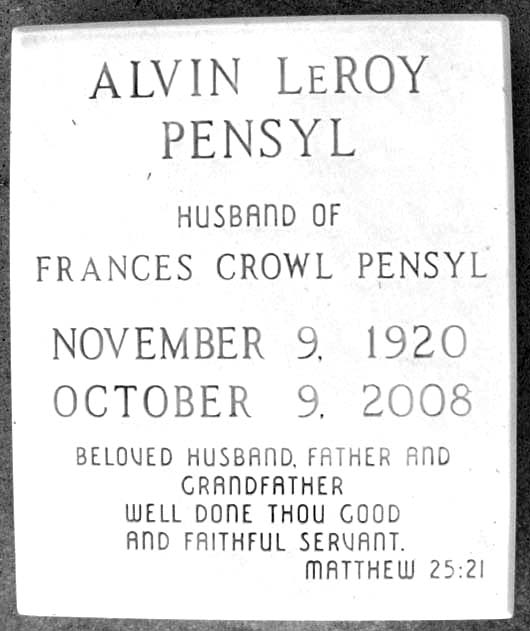 ALVIN LeROY
PENSYL
HUSBAND OF
FRANCES CROWL PENSYL
NOVEMBER 9, 1920
OCTOBER 9, 2008
BELOVED HUSBAND, FATHER AND
GRANDFATHER
WELL DONE THOU GOOD
AND FAITHFUL SERVANT.
MATTHEW 25:21